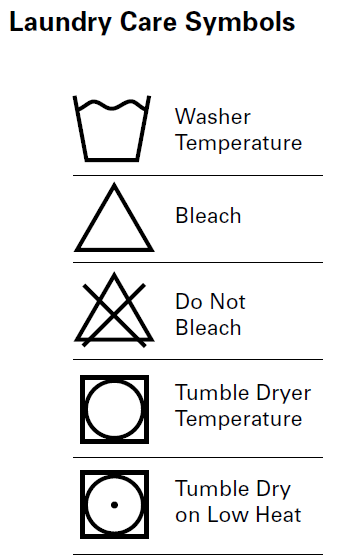 Laundry Care Symbols
Washer
Temperature
Bleach
Do Not
Bleach
Tumble Dryer
Temperature
Tumble Dry
on Low Heat